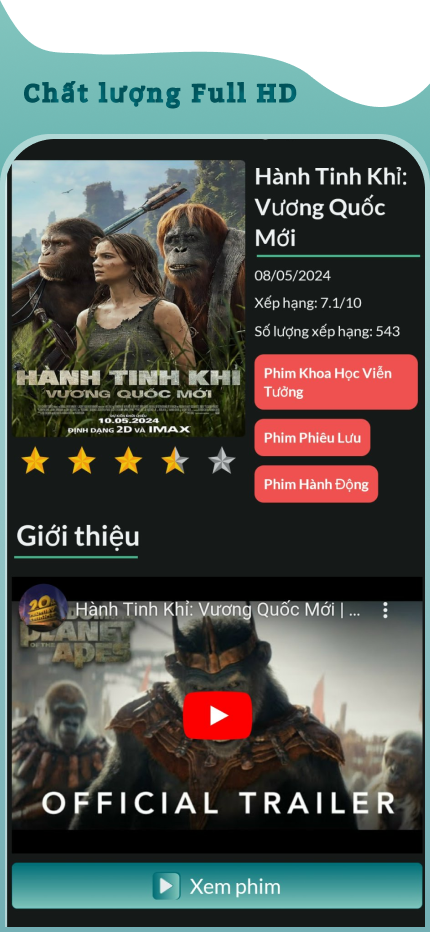 Chất lượng Full HD
Hành Tinh Khỉ:
Vương Quốc
Mới
08/05/2024
Xếp hạng: 7.1/10
Số lượng xếp hạng: 543
Phim Khoa Học Viễn
Tưởng
Phim Phiêu Lưu
Phim Hành Động
HÀNH TINH KHỈ
VƯƠNG QUỐC MỚI
10.05.2024
ĐỊNH DẠNG 2D VÀ IMAX
Giới thiệu
Hành Tinh Khỉ: Vương Quốc Mới | ...
PLANET
OF THE
APES
OFFICIAL TRAILER
Xem phim